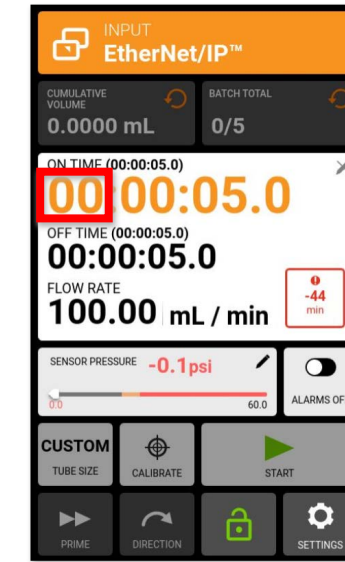 INPUT
EtherNet/IP™
CUMULATIVE
VOLUME
0.0000 mL
BATCH TOTAL
0/5
ON TIME (00:00:05.0)
00:00:05.0
OFF TIME (00:00:05.0)
00:00:05.0
FLOW RATE
100.00 mL / min
-44
min
SENSOR PRESSURE -0.1psi
0.0 60.0
ALARMS OF
CUSTOM
TUBE SIZE
CALIBRATE
START
PRIME
DIRECTION
SETTINGS